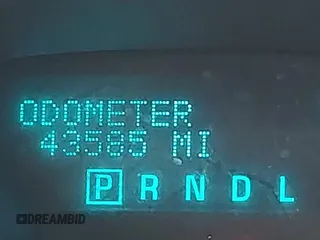 ODOMETER
43585 MI
P R N D L
DREAMBID